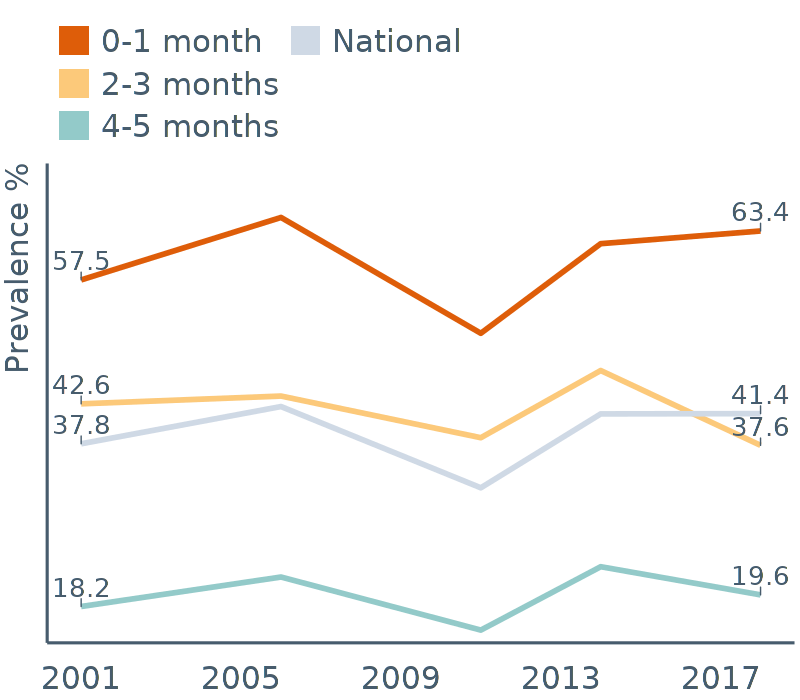 0-1 month
National
2-3 months
4-5 months
Prevalence %
63.4
57.5
42.6
41.4
37.8
37.6
18.2
19.6
2001 2005 2009 2013 2017